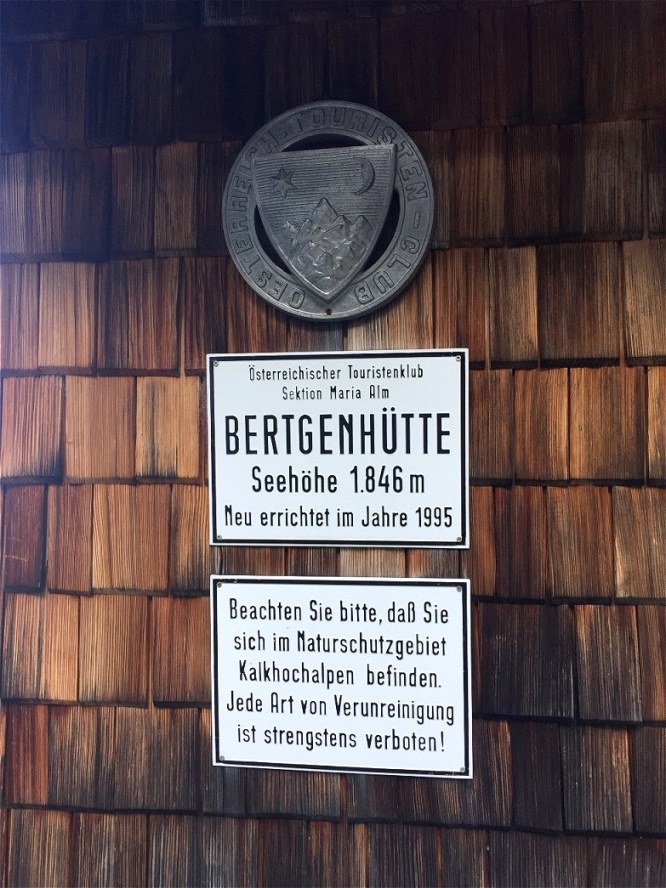 OESTERREICH-TOURISTEN-CLUB
Österreichischer Touristenklub
Sektion Maria Alm
BERTGENHÜTTE
Seehöhe 1.846 m
Neu errichtet im Jahre 1995
Beachten Sie bitte, daß Sie
sich im Naturschutzgebiet
Kalkhochalpen befinden.
Jede Art von Verunreinigung
ist strengstens verboten!